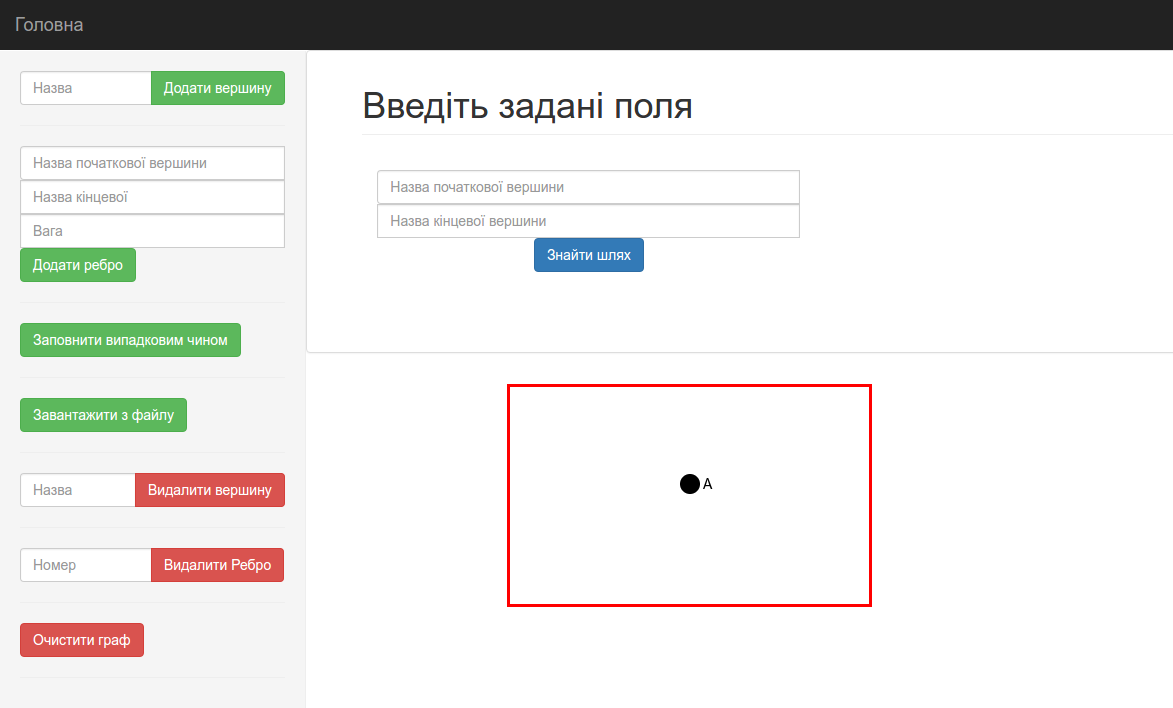 Головна
Назва
Додати вершину
Назва початкової вершини
Назва кінцевої
Вага
Додати ребро
Заповнити випадковим чином
Завантажити з файлу
Назва
Видалити вершину
Номер
Видалити Ребро
Очистити граф
Введіть задані поля
Назва початкової вершини
Назва кінцевої вершини
Знайти шлях
A